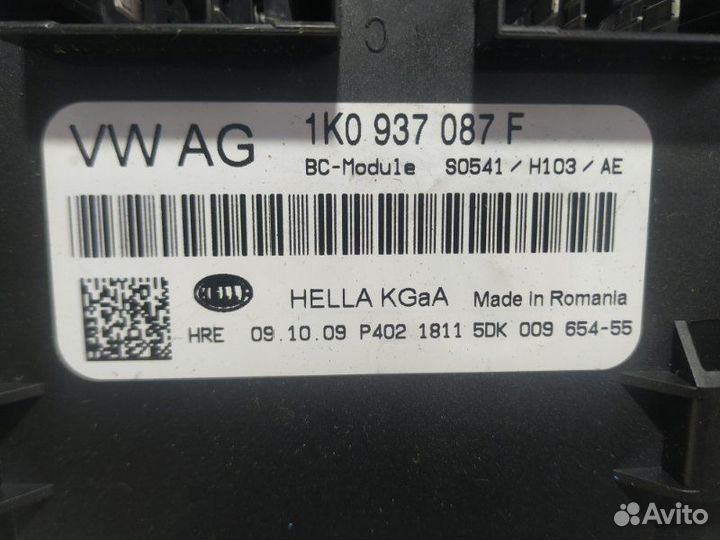 C
VW AG
1K0 937 087 F
BC-Module S0541 / H103 / AE
HELLA
HELLA KGaA Made in Romania
HRE 09.10.09 P402 1811 5DK 009 654-55
Avito